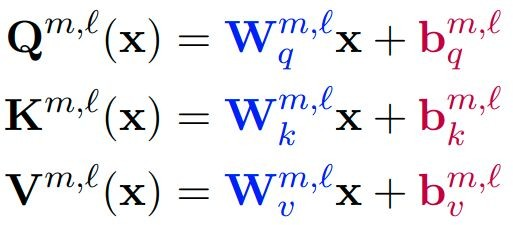 Q^{m,ℓ}(x) = W_q^{m,ℓ}x + b_q^{m,ℓ}
K^{m,ℓ}(x) = W_k^{m,ℓ}x + b_k^{m,ℓ}
V^{m,ℓ}(x) = W_v^{m,ℓ}x + b_v^{m,ℓ}